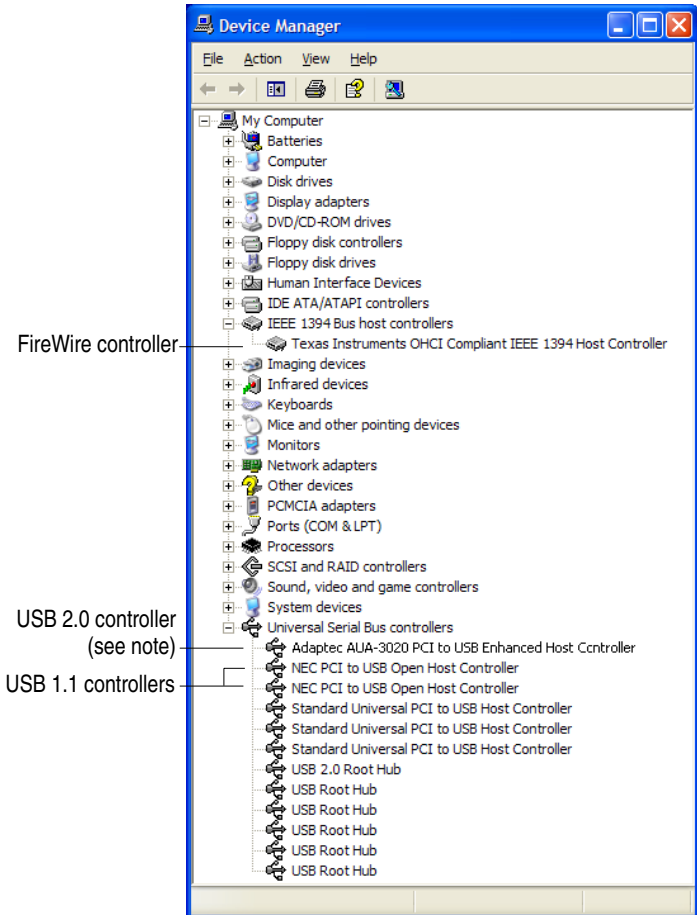 Device Manager
File Action View Help
My Computer
Batteries
Computer
Disk drives
Display adapters
DVD/CD-ROM drives
Floppy disk controllers
Floppy disk drives
Human Interface Devices
IDE ATA/ATAPI controllers
IEEE 1394 Bus host controllers
FireWire controller
Texas Instruments OHCI Compliant IEEE 1394 Host Controller
Imaging devices
Infrared devices
Keyboards
Mice and other pointing devices
Monitors
Network adapters
Other devices
PCMCIA adapters
Ports (COM & LPT)
Processors
SCSI and RAID controllers
Sound, video and game controllers
System devices
Universal Serial Bus controllers
USB 2.0 controller
(see note)
Adaptec AUA-3020 PCI to USB Enhanced Host Controller
USB 1.1 controllers
NEC PCI to USB Open Host Controller
NEC PCI to USB Open Host Controller
Standard Universal PCI to USB Host Controller
Standard Universal PCI to USB Host Controller
Standard Universal PCI to USB Host Controller
USB 2.0 Root Hub
USB Root Hub
USB Root Hub
USB Root Hub
USB Root Hub
USB Root Hub